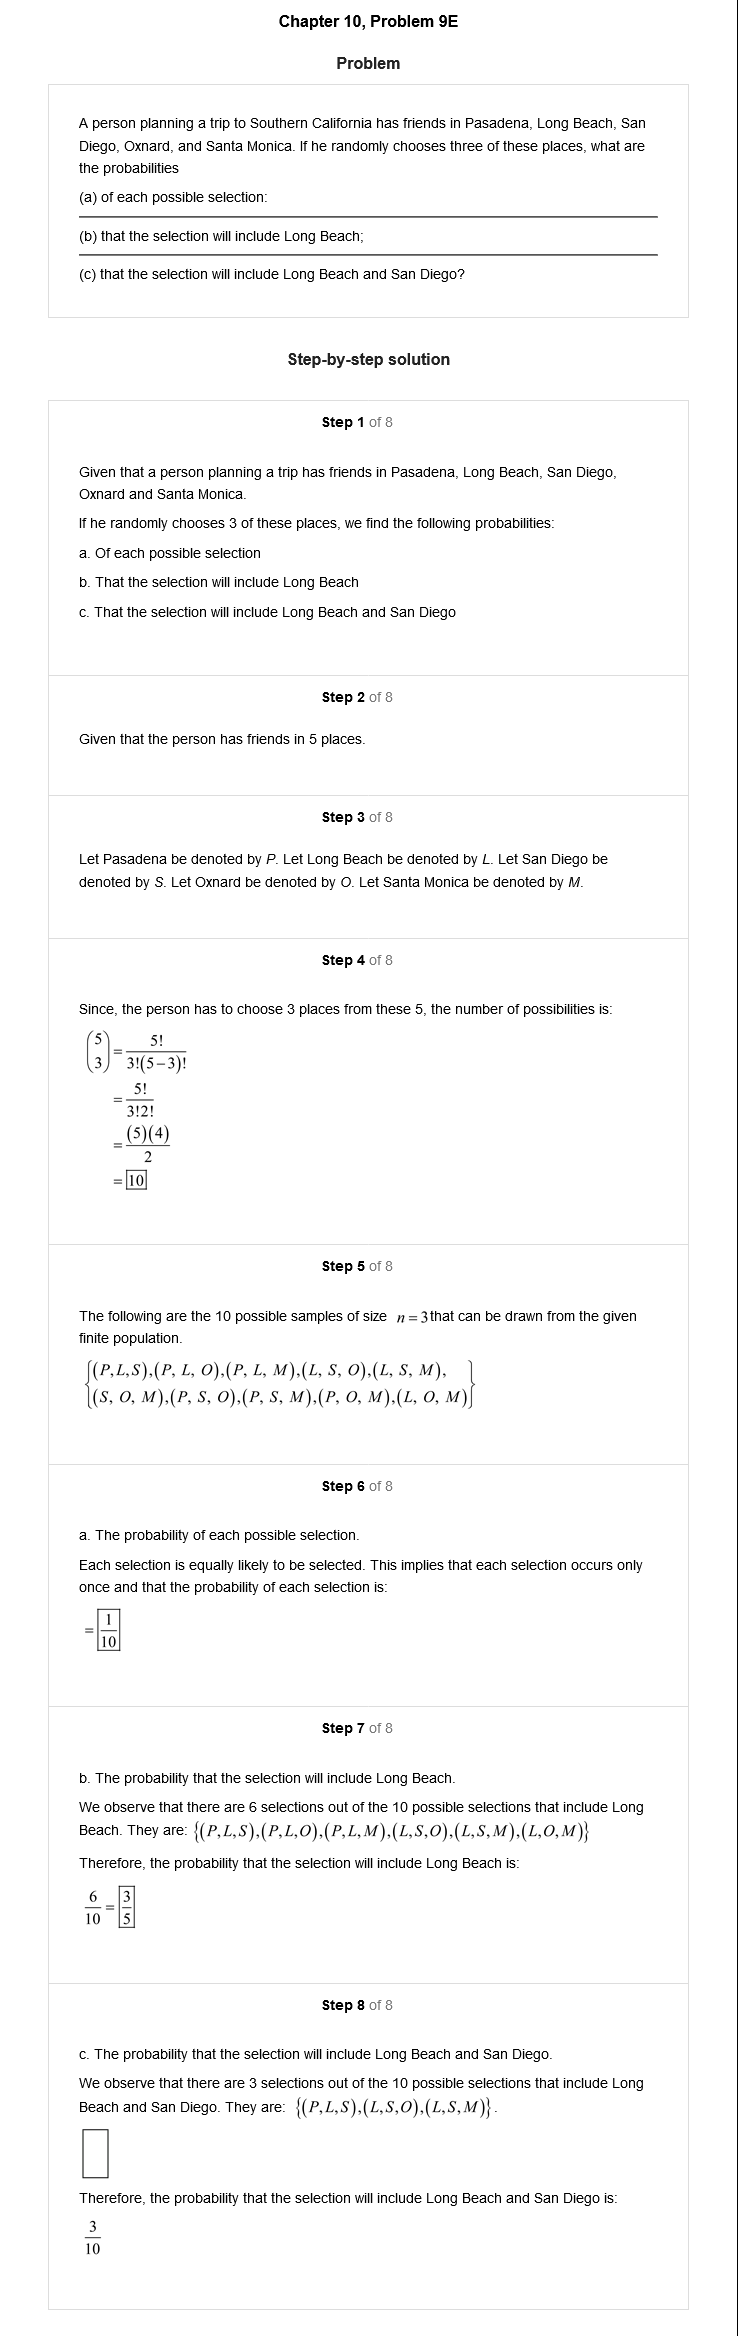 Chapter 10, Problem 9E
Problem
A person planning a trip to Southern California has friends in Pasadena, Long Beach, San
Diego, Oxnard, and Santa Monica. If he randomly chooses three of these places, what are
the probabilities
(a) of each possible selection:
(b) that the selection will include Long Beach;
(c) that the selection will include Long Beach and San Diego?
Step-by-step solution
Step 1 of 8
Given that a person planning a trip has friends in Pasadena, Long Beach, San Diego,
Oxnard and Santa Monica.
If he randomly chooses 3 of these places, we find the following probabilities:
a. Of each possible selection
b. That the selection will include Long Beach
c. That the selection will include Long Beach and San Diego
Step 2 of 8
Given that the person has friends in 5 places.
Step 3 of 8
Let Pasadena be denoted by P. Let Long Beach be denoted by L. Let San Diego be
denoted by S. Let Oxnard be denoted by O. Let Santa Monica be denoted by M.
Step 4 of 8
Since, the person has to choose 3 places from these 5, the number of possibilities is:
(5
3) = 5!
3!(5−3)!
= 5!
3!2!
= (5)(4)
2
= 10
Step 5 of 8
The following are the 10 possible samples of size n = 3 that can be drawn from the given
finite population.
{(P,L,S),(P, L, O),(P, L, M),(L, S, O),(L, S, M),
(S, O, M),(P, S, O),(P, S, M),(P, O, M),(L, O, M)}
Step 6 of 8
a. The probability of each possible selection.
Each selection is equally likely to be selected. This implies that each selection occurs only
once and that the probability of each selection is:
= 1
10
Step 7 of 8
b. The probability that the selection will include Long Beach.
We observe that there are 6 selections out of the 10 possible selections that include Long
Beach. They are: {(P,L,S),(P,L,O),(P,L,M),(L,S,O),(L,S,M),(L,O,M)}
Therefore, the probability that the selection will include Long Beach is:
6 = 3
10 5
Step 8 of 8
c. The probability that the selection will include Long Beach and San Diego.
We observe that there are 3 selections out of the 10 possible selections that include Long
Beach and San Diego. They are: {(P,L,S),(L,S,O),(L,S,M)}.
Therefore, the probability that the selection will include Long Beach and San Diego is:
3
10